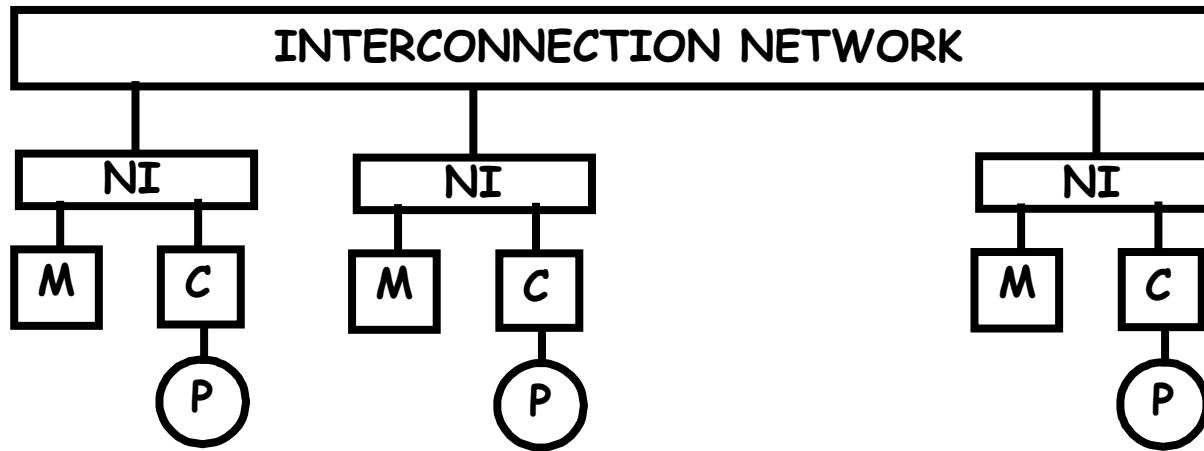 INTERCONNECTION NETWORK
NI NI NI
M C M C M C
P P P